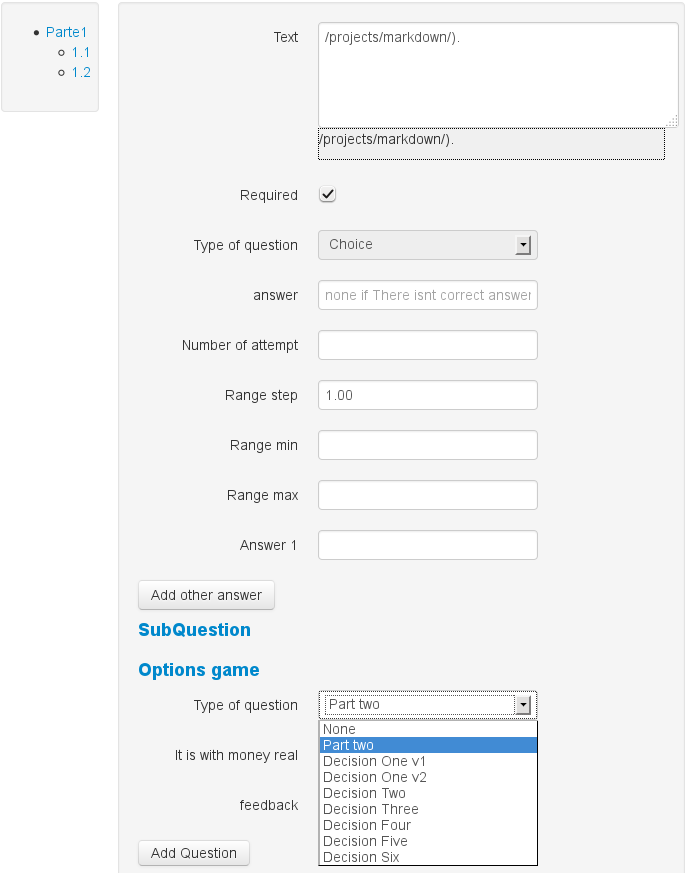 Parte1
1.1
1.2
Text
/projects/markdown/).
/projects/markdown/).
Required
Type of question
Choice
answer
none if There isnt correct answer
Number of attempt
Range step
1.00
Range min
Range max
Answer 1
Add other answer
SubQuestion
Options game
Type of question
Part two
None
Part two
Decision One v1
It is with money real
Decision One v2
Decision Two
feedback
Decision Three
Decision Four
Decision Five
Add Question
Decision Six